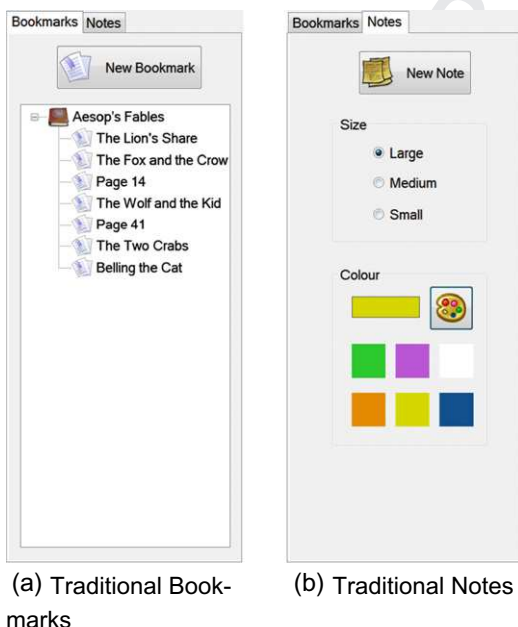 Bookmarks Notes
New Bookmark
Aesop's Fables
The Lion's Share
The Fox and the Crow
Page 14
The Wolf and the Kid
Page 41
The Two Crabs
Belling the Cat
(a) Traditional Book-
marks
Bookmarks Notes
New Note
Size
Large
Medium
Small
Colour
(b) Traditional Notes